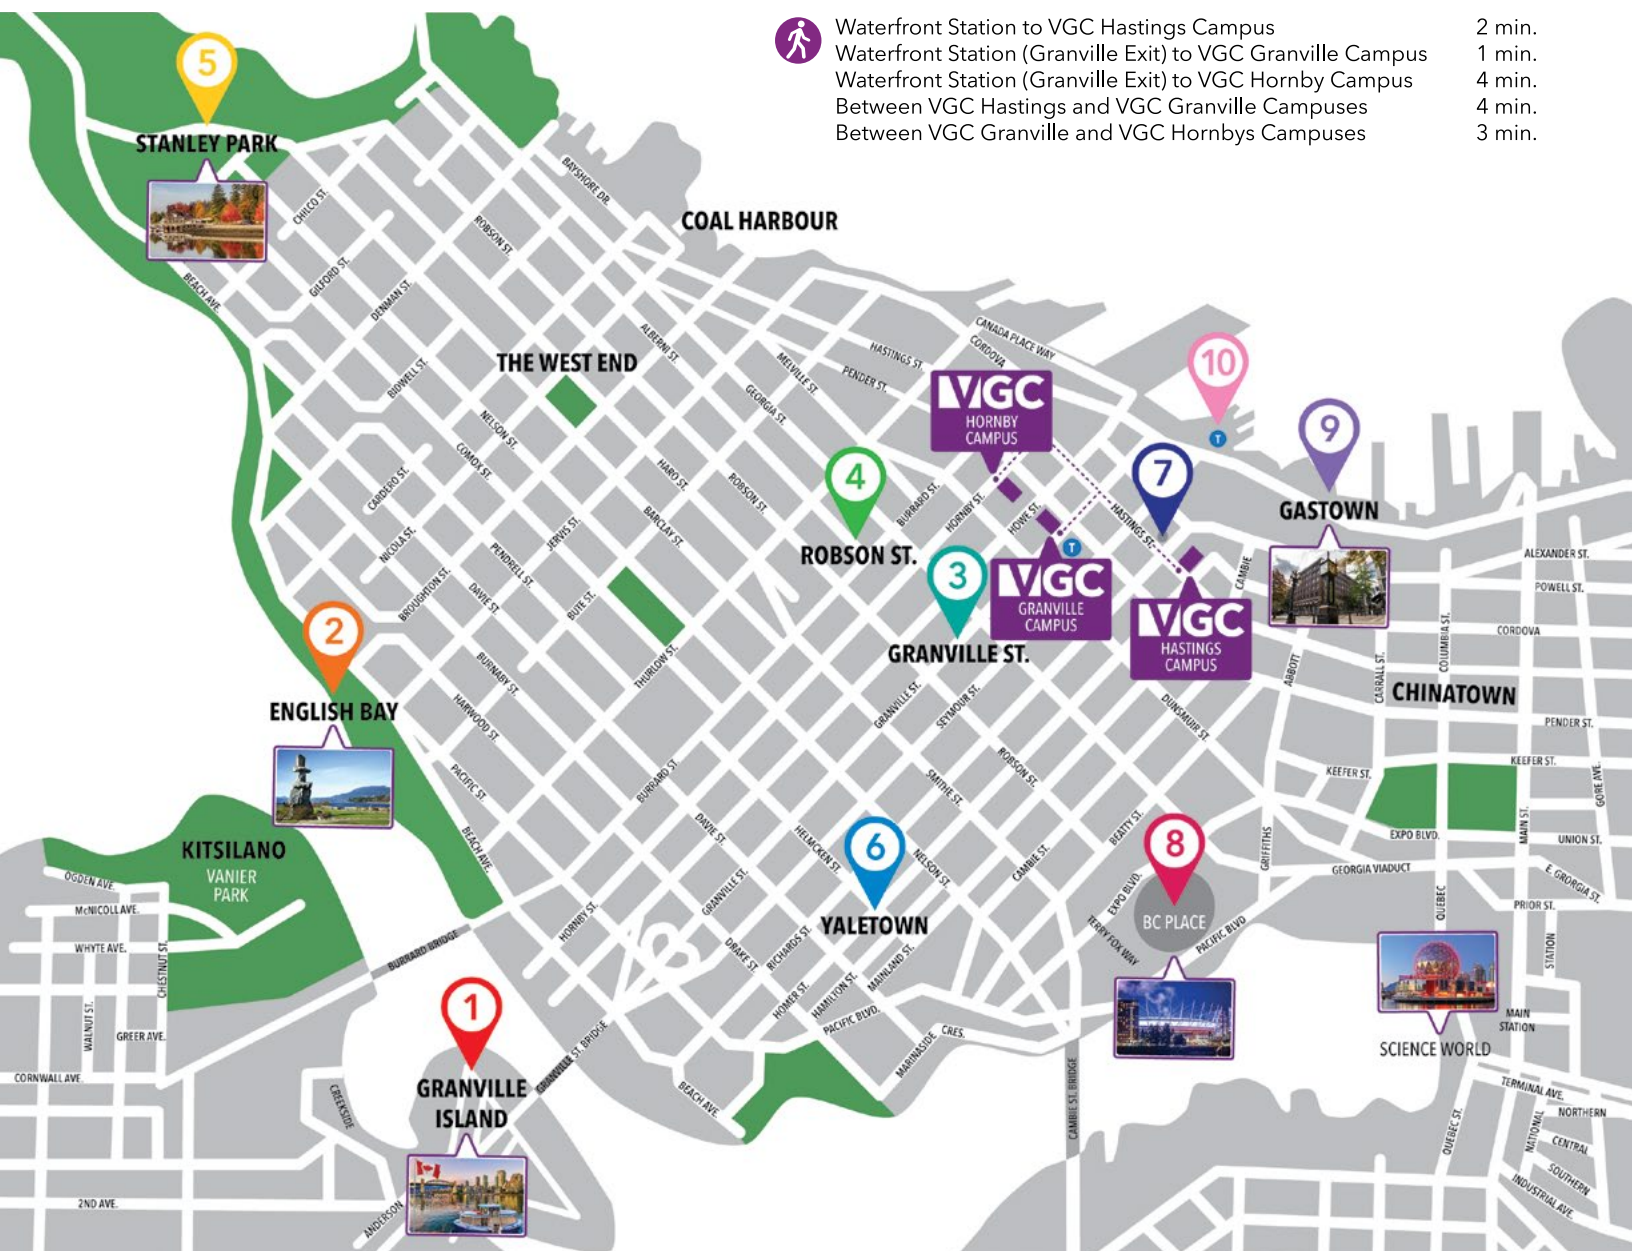 Waterfront Station to VGC Hastings Campus 2 min.
Waterfront Station (Granville Exit) to VGC Granville Campus 1 min.
Waterfront Station (Granville Exit) to VGC Hornby Campus 4 min.
Between VGC Hastings and VGC Granville Campuses 4 min.
Between VGC Granville and VGC Hornbys Campuses 3 min.
5
STANLEY PARK
CHILCO ST.
BAYSHORE DR.
COAL HARBOUR
ROBSON ST.
GILFORD ST.
DENMAN ST.
BEACH AVE.
THE WEST END
BIDWELL ST.
ALBERNI ST.
MELVILLE ST.
GEORGIA ST.
HASTINGS ST.
PENDER ST.
CANADA PLACE WAY
CORDOVA
10
T
VGC
HORNBY
CAMPUS
9
GASTOWN
7
4
ROBSON ST.
NELSON ST.
COMOX ST.
CARDERO ST.
NICOLA ST.
HARO ST.
ROBSON ST.
BARCLAY ST.
JERVIS ST.
PENDRELL ST.
BURRARD ST.
HORNBY ST.
HOWE ST.
HASTINGS ST.
T
CAMBIE
ALEXANDER ST.
POWELL ST.
CORDOVA
COLUMBIA ST.
3
GRANVILLE ST.
VGC
GRANVILLE
CAMPUS
VGC
HASTINGS
CAMPUS
BROUGHTON ST.
DAVIE ST.
BUTE ST.
THURLOW ST.
2
ENGLISH BAY
BURNABY ST.
HARWOOD ST.
PACIFIC ST.
BEACH AVE.
GRANVILLE ST.
SEYMOUR ST.
DUNSMUIR ST.
ABBOTT
CARRALL ST.
CHINATOWN
PENDER ST.
KEEFER ST.
KEEFER ST.
GORE AVE.
MAIN ST.
UNION ST.
EXPO BLVD.
GEORGIA VIADUCT
E. GEORGIA ST.
PRIOR ST.
GRIFFITHS
QUEBEC
STATION
BURRARD ST
SMITHE ST.
ROBSON ST.
DAVIE ST.
HELMCKEN ST.
6
YALETOWN
NELSON ST.
CAMBIE ST.
BEATTY ST.
8
BC PLACE
EXPO BLVD.
TERRY FOX WAY
PACIFIC BLVD
KITSILANO
VANIER
PARK
OGDEN AVE.
McNICOLL AVE.
WHYTE AVE.
CHESTNUT ST.
WALNUT ST.
GREER AVE.
CORNWALL AVE.
2ND AVE.
BURRARD BRIDGE
HORNBY ST.
GRANVILLE ST.
DRAKE ST.
RICHARDS ST.
HOMER ST.
HAMILTON ST.
MAINLAND ST.
PACIFIC BLVD.
MARINASIDE CRES.
BEACH AVE.
CAMBIE ST. BRIDGE
1
GRANVILLE
ISLAND
GRANVILLE ST. BRIDGE
CREEKSIDE
ANDERSON
SCIENCE WORLD
MAIN
STATION
TERMINAL AVE.
NORTHERN
NATIONAL
CENTRAL
SOUTHERN
INDUSTRIAL AVE.
QUEBEC ST.